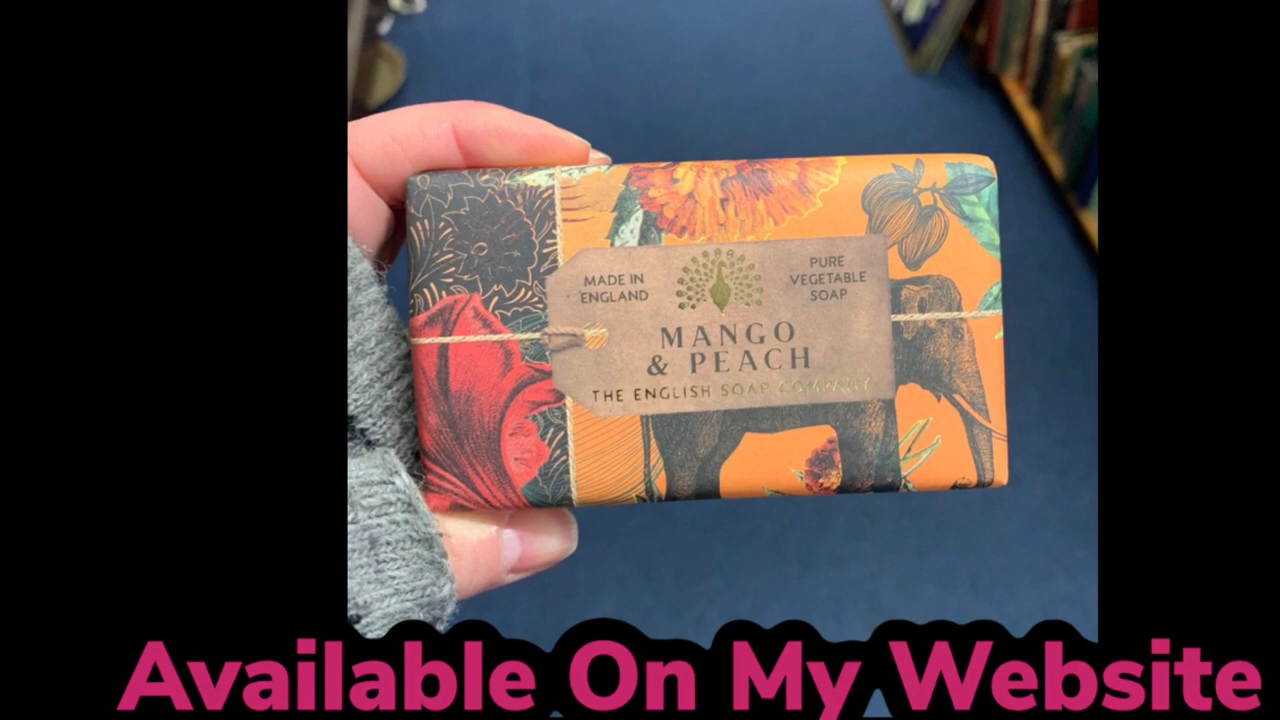 MADE IN
ENGLAND
PURE
VEGETABLE
SOAP
MANGO
& PEACH
THE ENGLISH SOAP COMPANY
Available On My Website